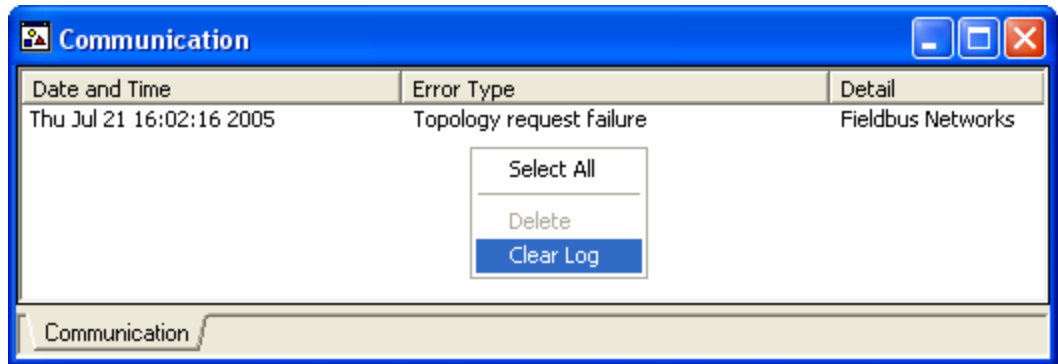 Communication
Date and Time Error Type Detail
Thu Jul 21 16:02:16 2005 Topology request failure Fieldbus Networks
Select All
Delete
Clear Log
Communication